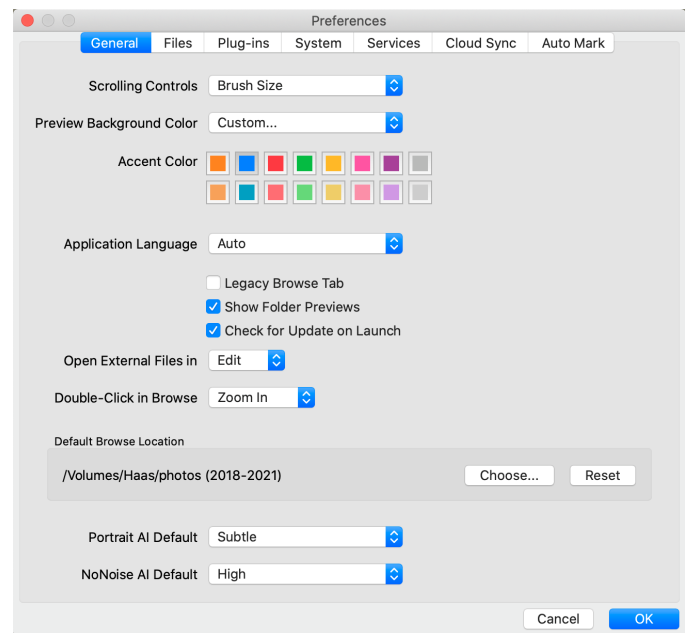 Preferences
General Files Plug-ins System Services Cloud Sync Auto Mark
Scrolling Controls Brush Size
Preview Background Color Custom...
Accent Color
Application Language Auto
Legacy Browse Tab
Show Folder Previews
Check for Update on Launch
Open External Files in Edit
Double-Click in Browse Zoom In
Default Browse Location
/Volumes/Haas/photos (2018-2021) Choose... Reset
Portrait AI Default Subtle
NoNoise AI Default High
Cancel OK